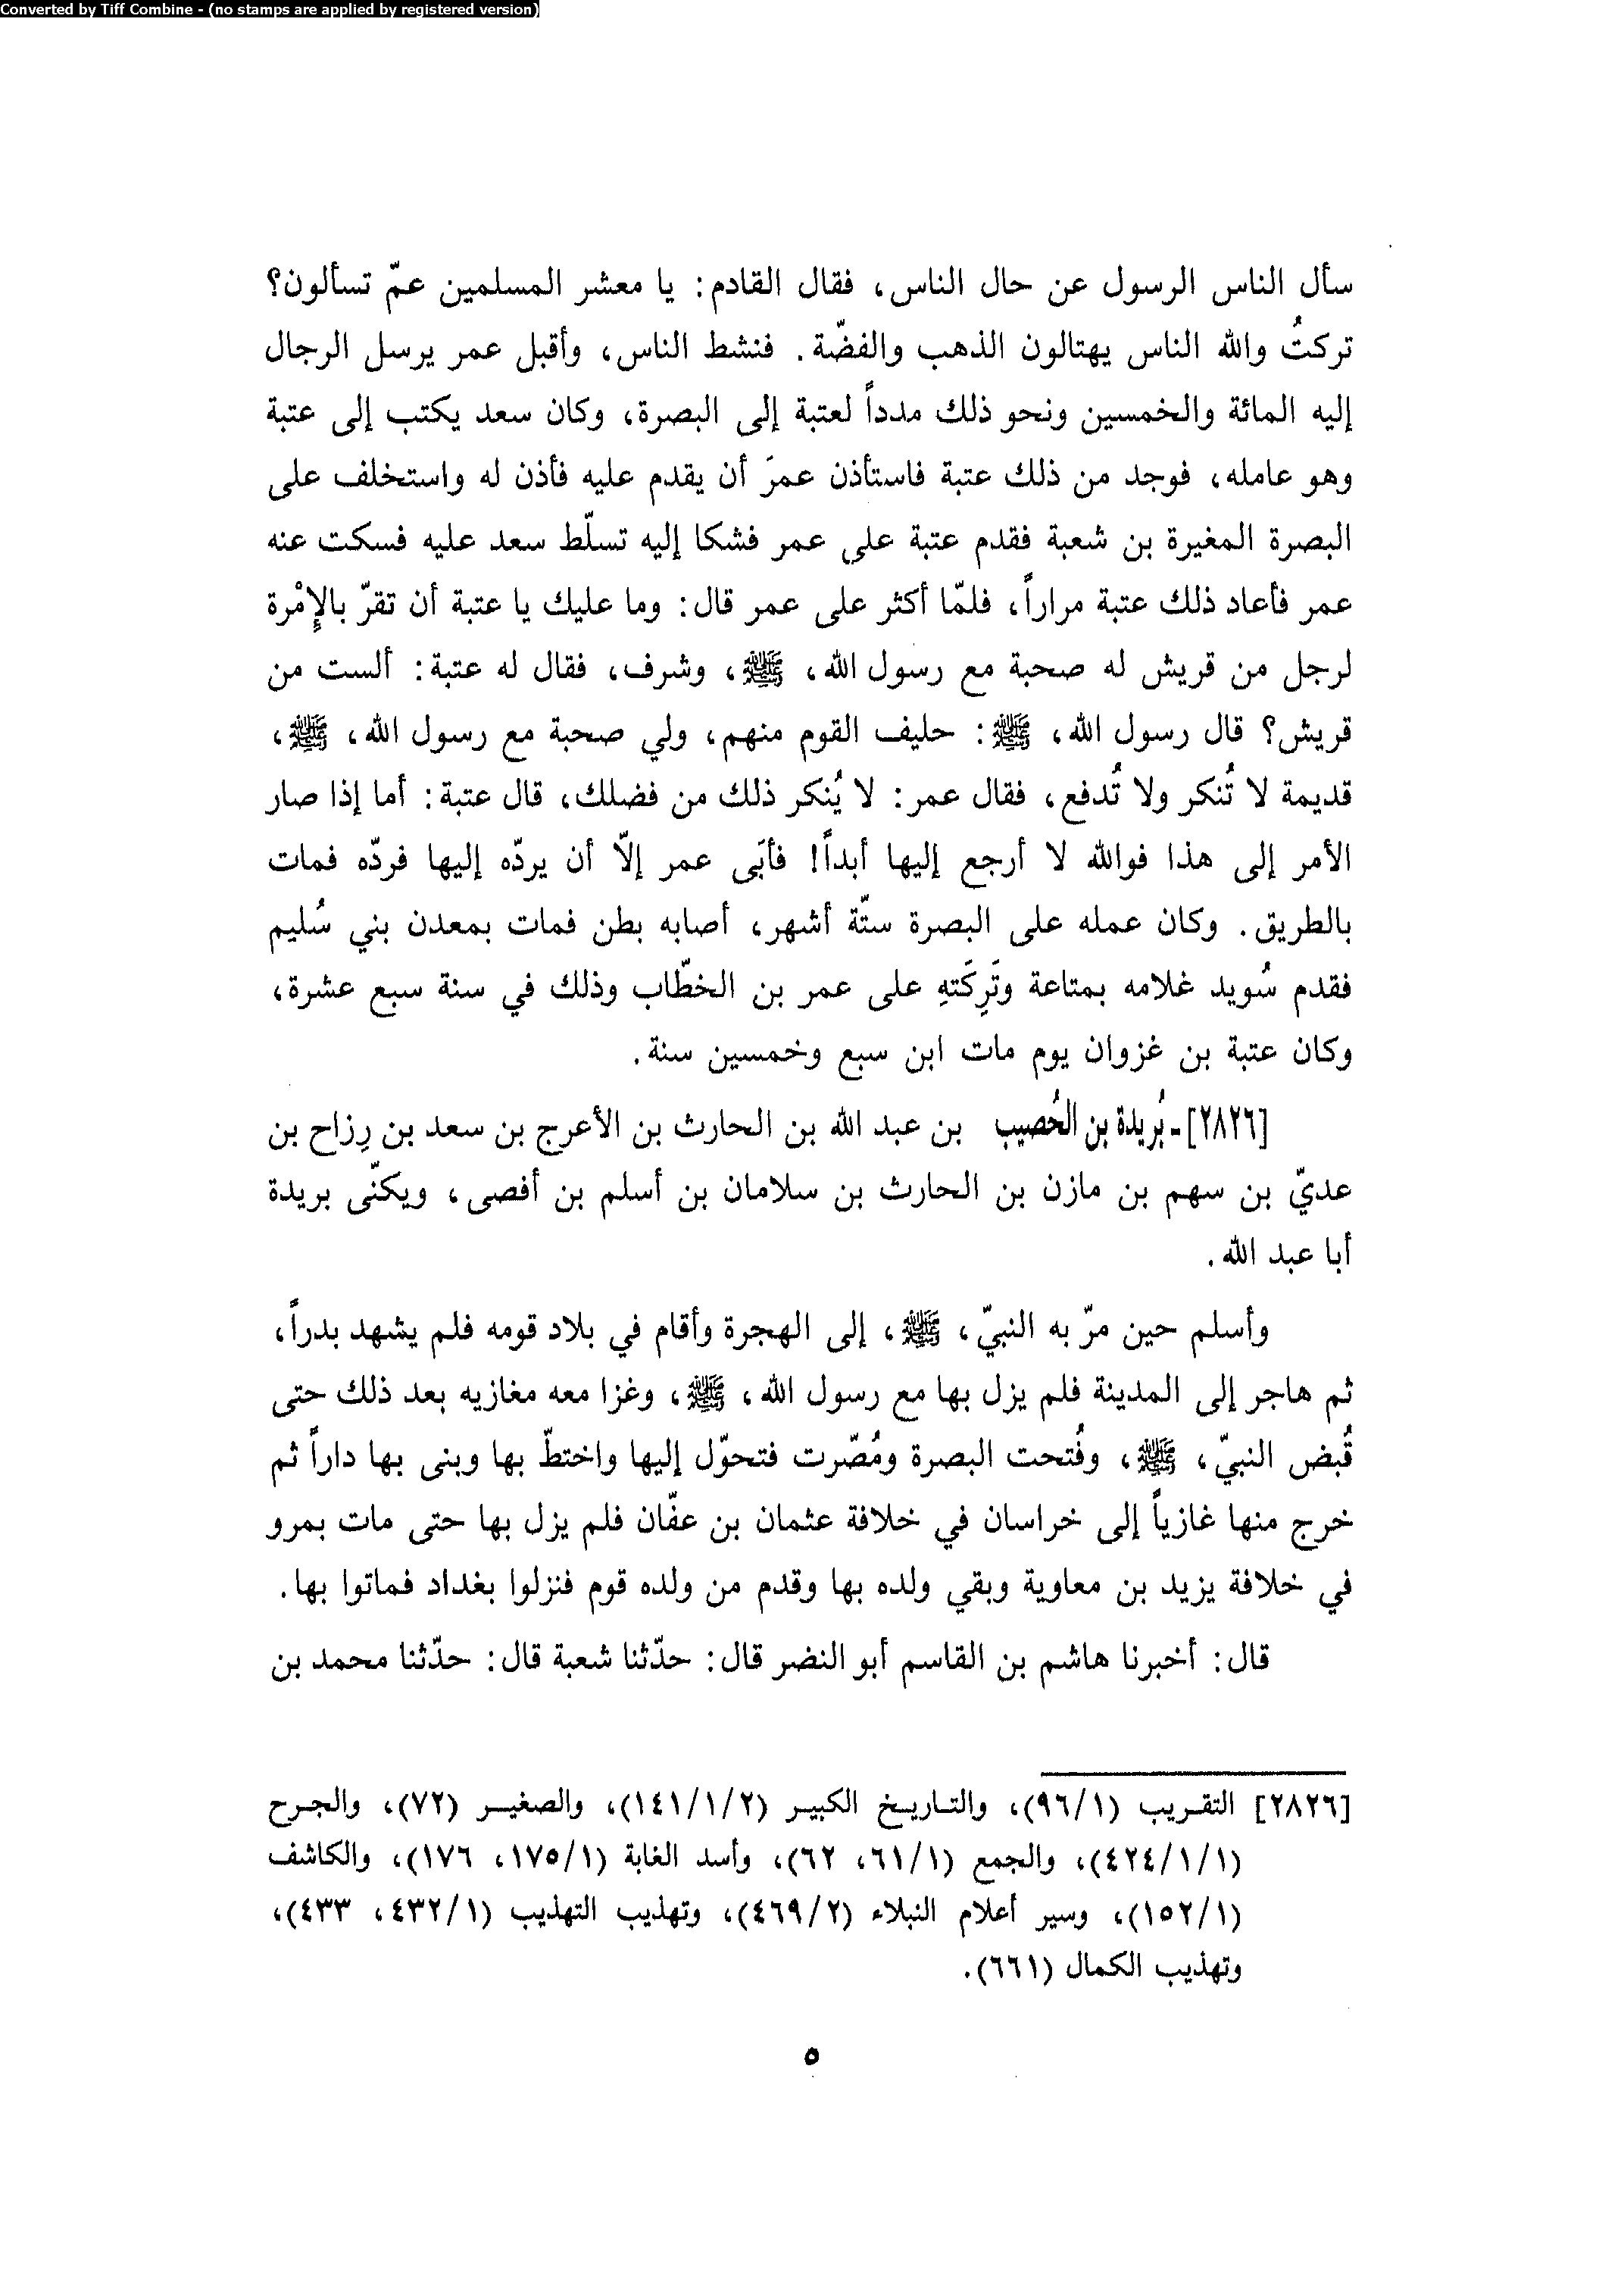 Converted by Tiff Combine - (no stamps are applied by registered version)
سأل الناس الرسول عن حال الناس، فقال القادم: يا معشر المسلمين عمّ تسألون؟
تركتُ والله الناس يهتالون الذهب والفضّة. فنشط الناس، وأقبل عمر يرسل الرجال
إليه المائة والخمسين ونحو ذلك مدداً لعتبة إلى البصرة، وكان سعد يكتب إلى عتبة
وهو عامله، فوجد من ذلك عتبة فاستأذن عمرَ أن يقدم عليه فأذن له واستخلف على
البصرة المغيرة بن شعبة فقدم عتبة على عمر فشكا إليه تسلّط سعد عليه فسكت عنه
عمر فأعاد ذلك عتبة مراراً، فلمّا أكثر على عمر قال: وما عليك يا عتبة أن تقرّ بالإِمْرة
لرجل من قريش له صحبة مع رسول الله، ﷺ، وشرف، فقال له عتبة: ألست من
قريش؟ قال رسول الله، ﷺ: حليف القوم منهم، ولي صحبة مع رسول الله، ﷺ،
قديمة لا تُنكر ولا تُدفع، فقال عمر: لا يُنكر ذلك من فضلك، قال عتبة: أما إذا صار
الأمر إلى هذا فوالله لا أرجع إليها أبداً! فأبَى عمر إلاّ أن يردّه إليها فردّه فمات
بالطريق. وكان عمله على البصرة ستّة أشهر، أصابه بطن فمات بمعدن بني سُليم
فقدم سُويد غلامه بمتاعة وتَرِكَتهِ على عمر بن الخطّاب وذلك في سنة سبع عشرة،
وكان عتبة بن غزوان يوم مات ابن سبع وخمسين سنة.
[٢٨٢٦]ـ بُريدة بن الحُصيب بن عبد الله بن الحارث بن الأعرج بن سعد بن رِزاح بن
عديّ بن سهم بن مازن بن الحارث بن سلامان بن أسلم بن أفصى، ويكنّى بريدة
أبا عبد الله.
وأسلم حين مرّ به النبيّ، ﷺ، إلى الهجرة وأقام في بلاد قومه فلم يشهد بدراً،
ثم هاجر إلى المدينة فلم يزل بها مع رسول الله، ﷺ، وغزا معه مغازيه بعد ذلك حتى
قُبض النبيّ، ﷺ، وفُتحت البصرة ومُصّرت فتحوّل إليها واختطّ بها وبنى بها داراً ثم
خرج منها غازياً إلى خراسان في خلافة عثمان بن عفّان فلم يزل بها حتى مات بمرو
في خلافة يزيد بن معاوية وبقي ولده بها وقدم من ولده قوم فنزلوا بغداد فماتوا بها.
قال: أخبرنا هاشم بن القاسم أبو النضر قال: حدّثنا شعبة قال: حدّثنا محمد بن
[٢٨٢٦] التقريب (٩٦/١)، والتاريخ الكبير (١٤١/١/٢)، والصغير (٧٢)، والجرح
(٤٢٤/١/١)، والجمع (٦١/١، ٦٢)، وأسد الغابة (١٧٥/١، ١٧٦)، والكاشف
(١٥٢/١)، وسير أعلام النبلاء (٤٦٩/٢)، وتهذيب التهذيب (٤٣٢/١، ٤٣٣)،
وتهذيب الكمال (٦٦١).
٥